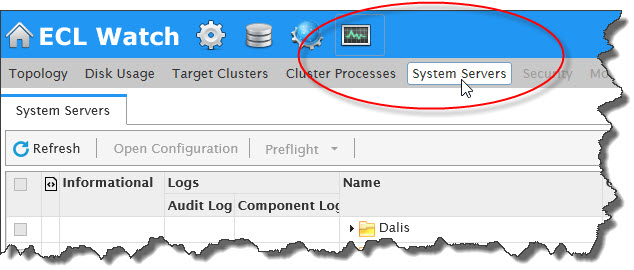 ECL Watch
Topology Disk Usage Target Clusters Cluster Processes System Servers Security Mo
System Servers
Refresh Open Configuration Preflight
Informational Logs Name
Audit Log Component Log
Dalis